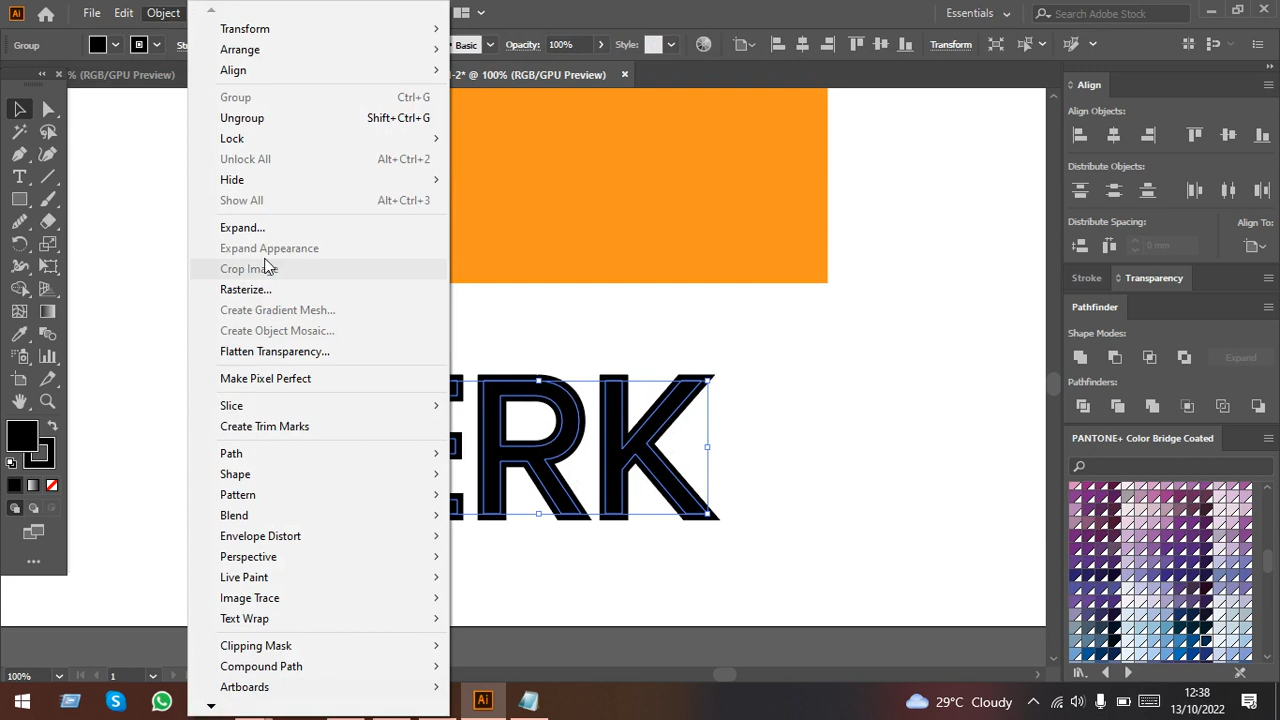 Ai
File
Edit
Object
Essentials
Search Adobe Stock
Group
Basic
Opacity:
100%
Style:
Transform
% (RGB/GPU Preview)
-2* @ 100% (RGB/GPU Preview)
Transform
Arrange
Align
Group Ctrl+G
Ungroup Shift+Ctrl+G
Lock
Unlock All Alt+Ctrl+2
Hide
Show All Alt+Ctrl+3
Expand...
Expand Appearance
Crop Image
Rasterize...
Create Gradient Mesh...
Create Object Mosaic...
Flatten Transparency...
Make Pixel Perfect
Slice
Create Trim Marks
Path
Shape
Pattern
Blend
Envelope Distort
Perspective
Live Paint
Image Trace
Text Wrap
Clipping Mask
Compound Path
Artboards
ERK
Align
Align Objects:
Distribute Objects:
Distribute Spacing:
Align To:
0 mm
Stroke
Transparency
Pathfinder
Shape Modes:
Expand
Pathfinders:
PANTONE+ Color Bridge Coated
100%
1
Ai
29°C Cloudy
12:38
13/10/2022